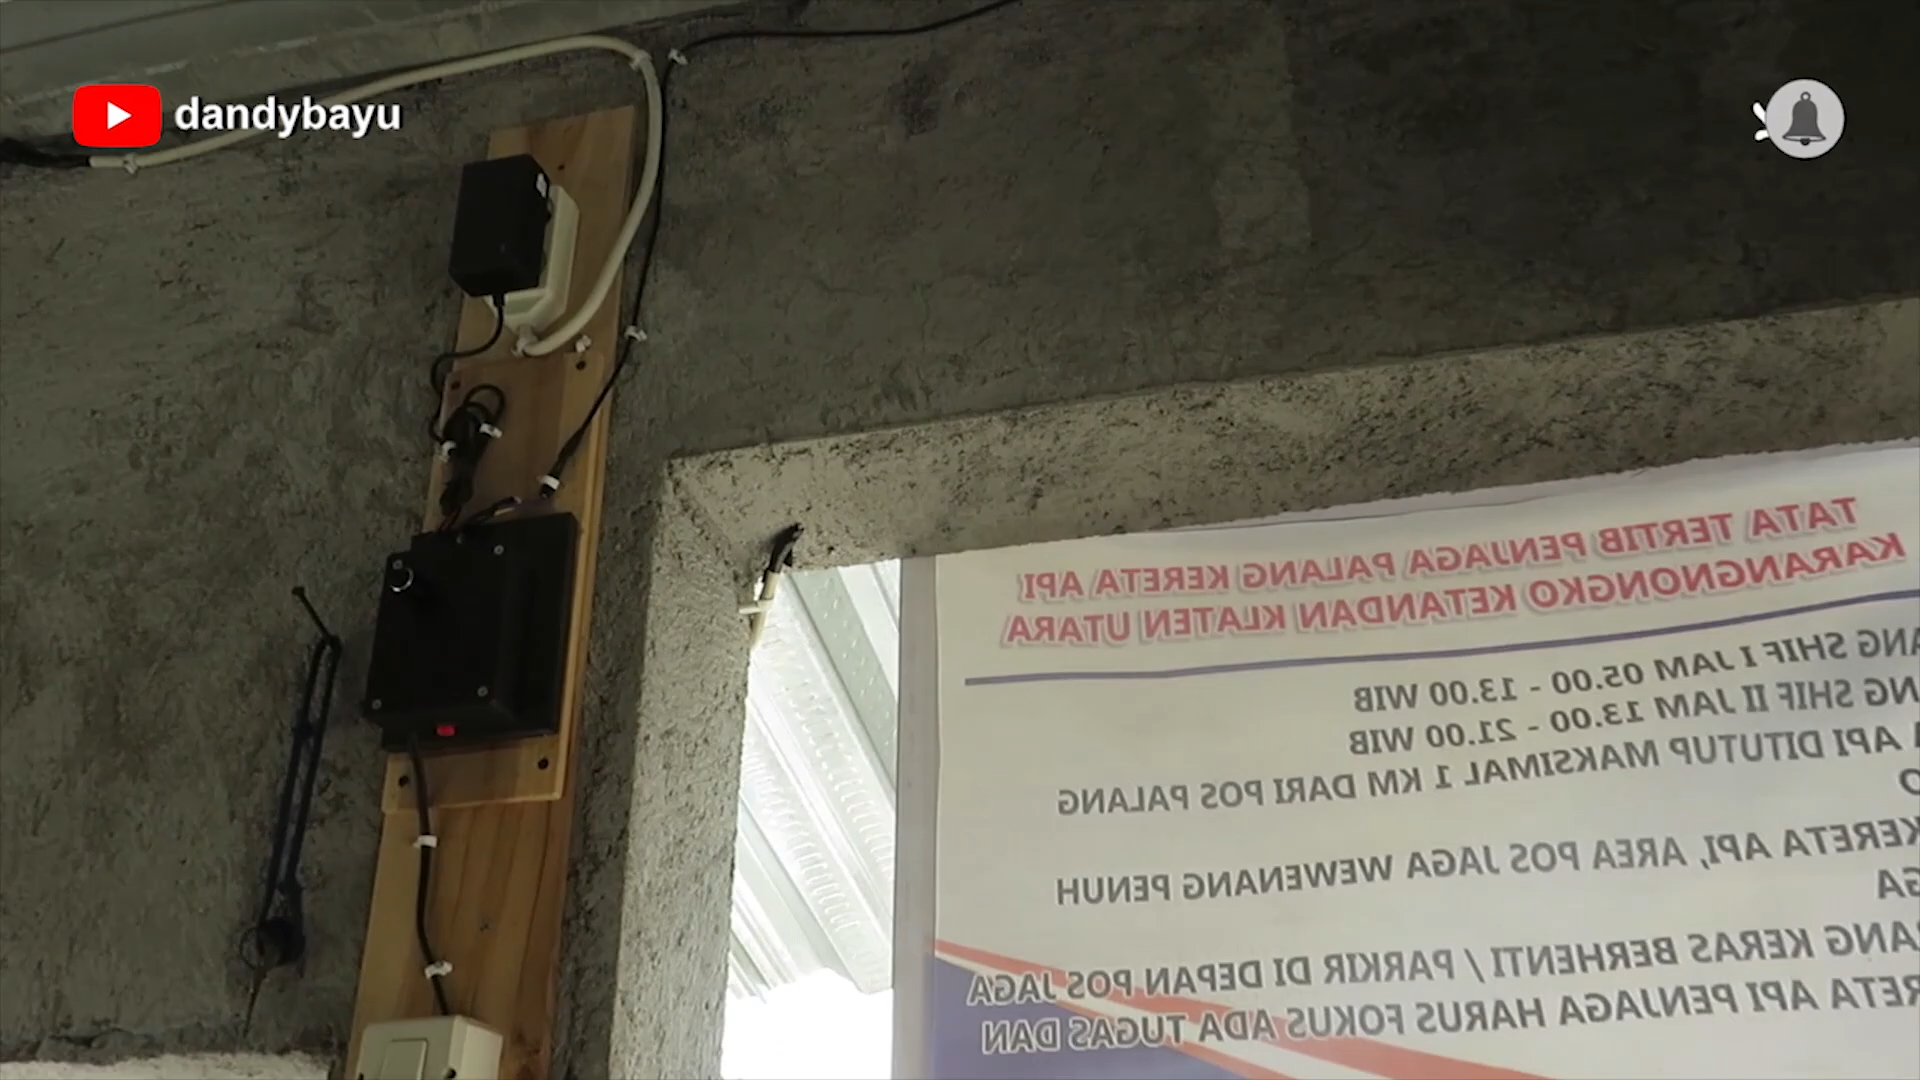 dandybayu
TATA TERTIB PENJAGA PALANG KERETA API
KARANGNONGKO KETANDAN KLATEN UTARA
ANG SHIF I JAM 05.00 - 13.00 WIB
NG SHIF II JAM 13.00 - 21.00 WIB
A API DITUTUP MAKSIMAL 1 KM DARI POS PALANG
O
KERETA API, AREA POS JAGA WEWENANG PENUH
GA
RANG KERAS BERHENTI / PARKIR DI DEPAN POS JAGA
RETA API PENJAGA HARUS FOKUS ADA TUGAS DAN